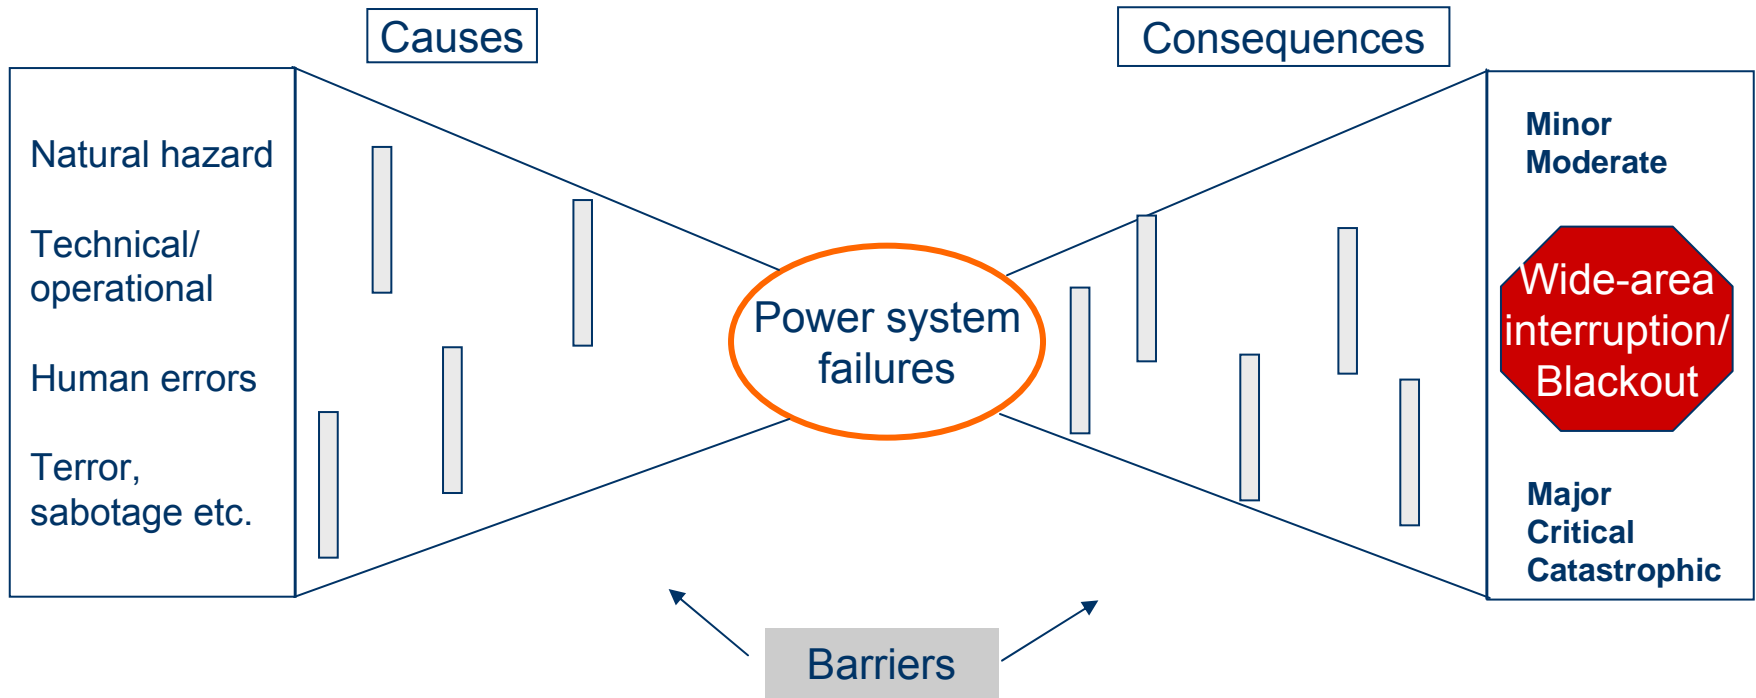 Causes
Consequences
Natural hazard
Technical/
operational
Human errors
Terror,
sabotage etc.
Power system
failures
Minor
Moderate
Wide-area
interruption/
Blackout
Major
Critical
Catastrophic
Barriers